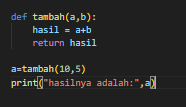 def tambah(a,b):
    hasil = a+b
    return hasil

a=tambah(10,5)
print("hasilnya adalah:",a)